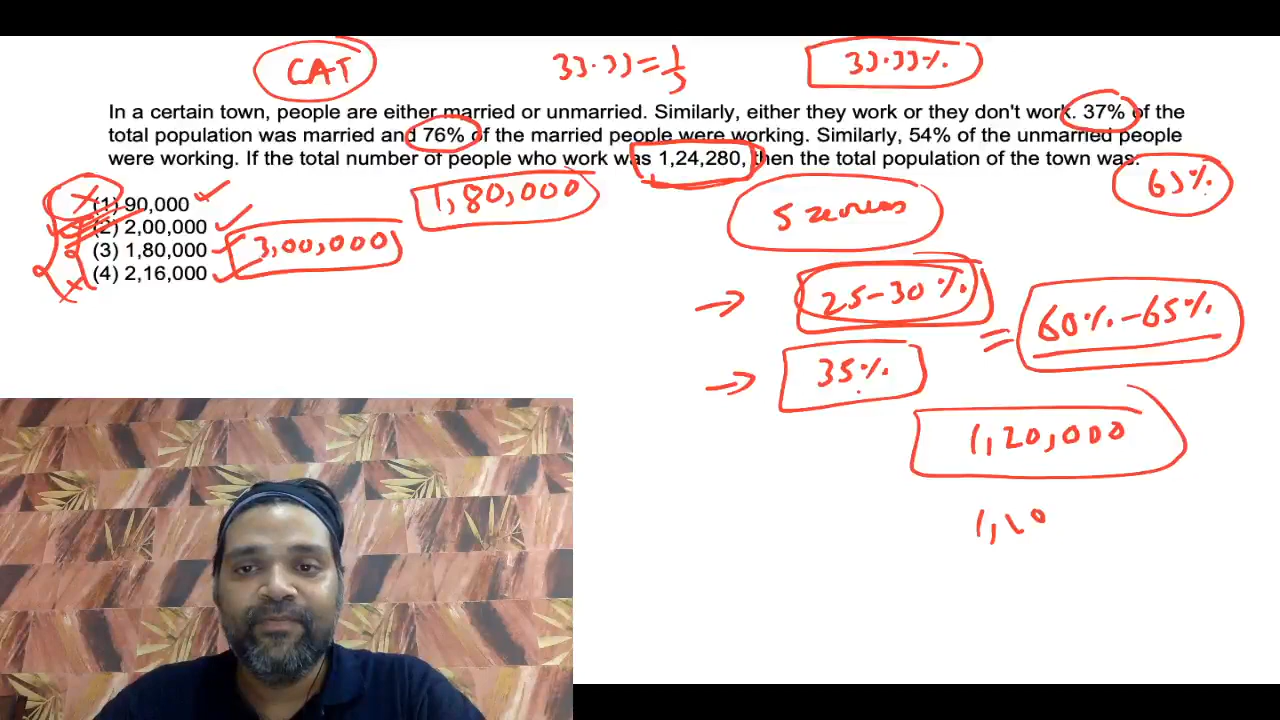 CAT
33.33 = 1/3
33.33%
In a certain town, people are either married or unmarried. Similarly, either they work or they don't work. 37% of the
total population was married and 76% of the married people were working. Similarly, 54% of the unmarried people
were working. If the total number of people who work was 1,24,280, then the total population of the town was:
63%
(1) 90,000
1,80,000
5 zeroes
(2) 2,00,000
(3) 1,80,000
3,00,000
(4) 2,16,000
→ 25-30% = 60% - 65%
→ 35%
1,20,000